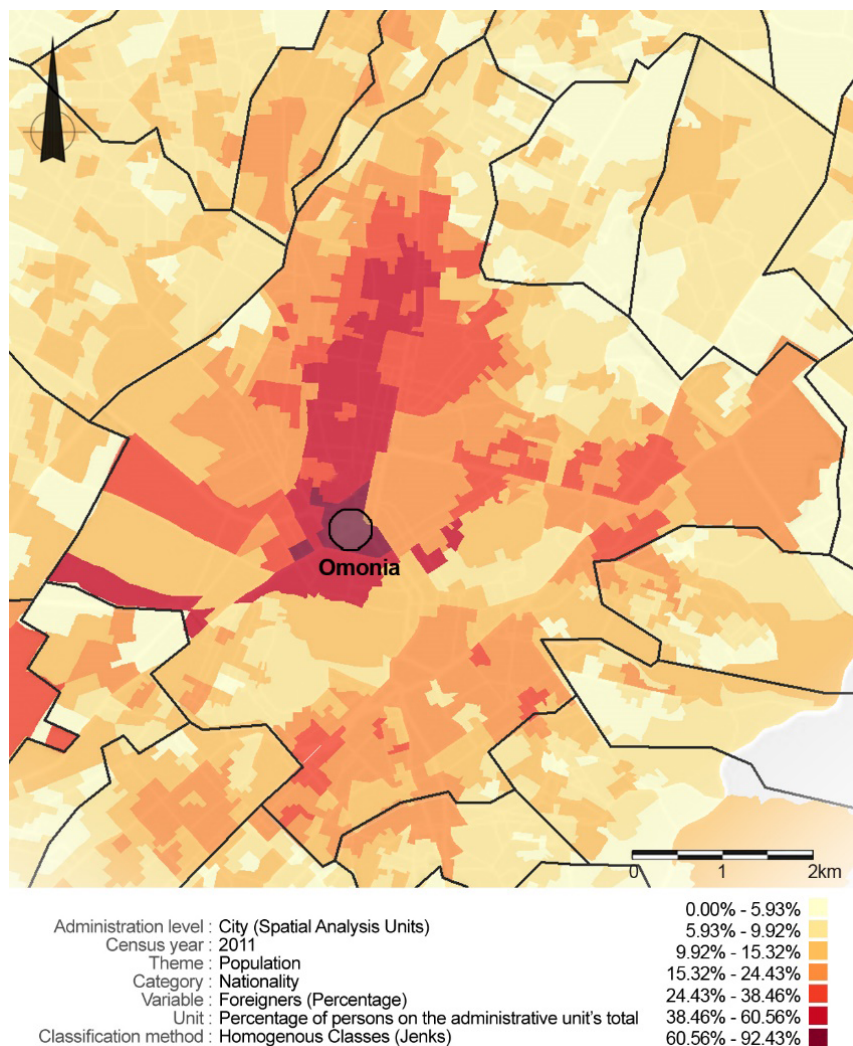 Omonia
0 1 2km
Administration level : City (Spatial Analysis Units)
Census year : 2011
Theme : Population
Category : Nationality
Variable : Foreigners (Percentage)
Unit : Percentage of persons on the administrative unit's total
Classification method : Homogenous Classes (Jenks)
0.00% - 5.93%
5.93% - 9.92%
9.92% - 15.32%
15.32% - 24.43%
24.43% - 38.46%
38.46% - 60.56%
60.56% - 92.43%